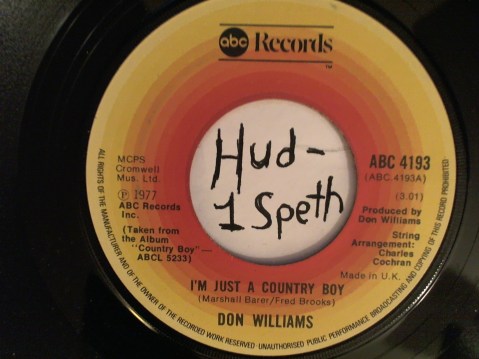 abc Records
TM
MCPS
Cromwell
Mus. Ltd.
Ⓟ 1977
ABC Records
Inc.
(Taken from
the Album
"Country Boy" —
ABCL 5233)
Hud-
1 Speth
ABC 4193
(ABC.4193A)
(3.01)
Produced by
Don Williams
String
Arrangement:
Charles
Cochran
Made in U.K.
I'M JUST A COUNTRY BOY
(Marshall Barer/Fred Brooks)
DON WILLIAMS
ALL RIGHTS OF THE MANUFACTURER AND OF THE OWNER OF THE RECORDED WORK RESERVED. UNAUTHORISED PUBLIC PERFORMANCE BROADCASTING AND COPYING OF THIS RECORD PROHIBITED